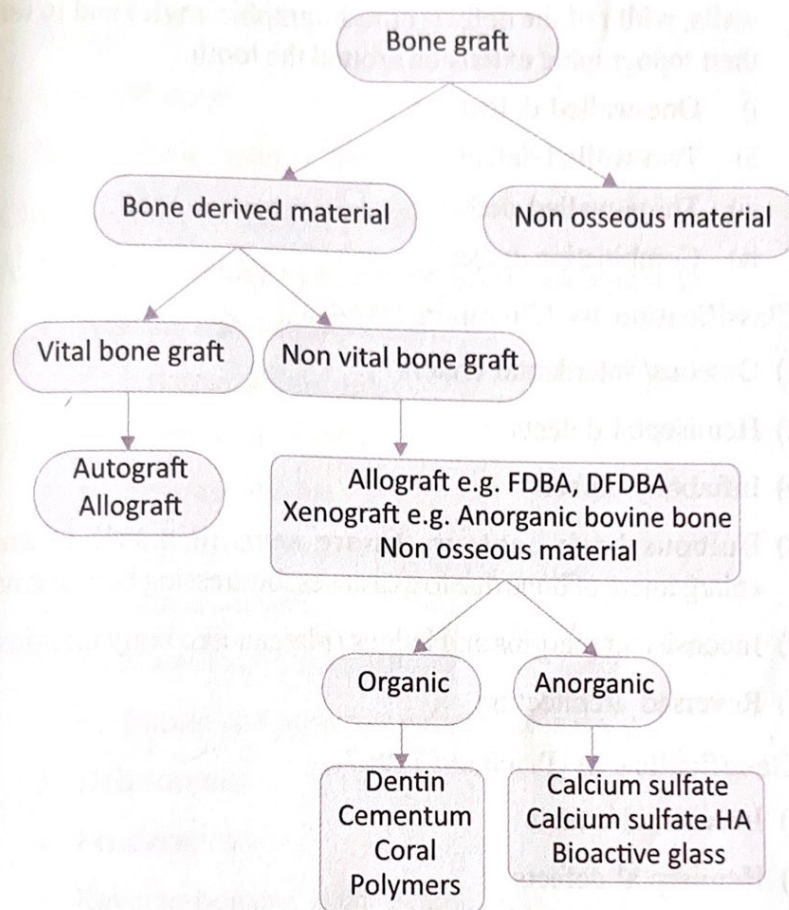 Bone graft
Bone derived material
Non osseous material
Vital bone graft
Non vital bone graft
Autograft
Allograft
Allograft e.g. FDBA, DFDBA
Xenograft e.g. Anorganic bovine bone
Non osseous material
Organic
Anorganic
Dentin
Cementum
Coral
Polymers
Calcium sulfate
Calcium sulfate HA
Bioactive glass